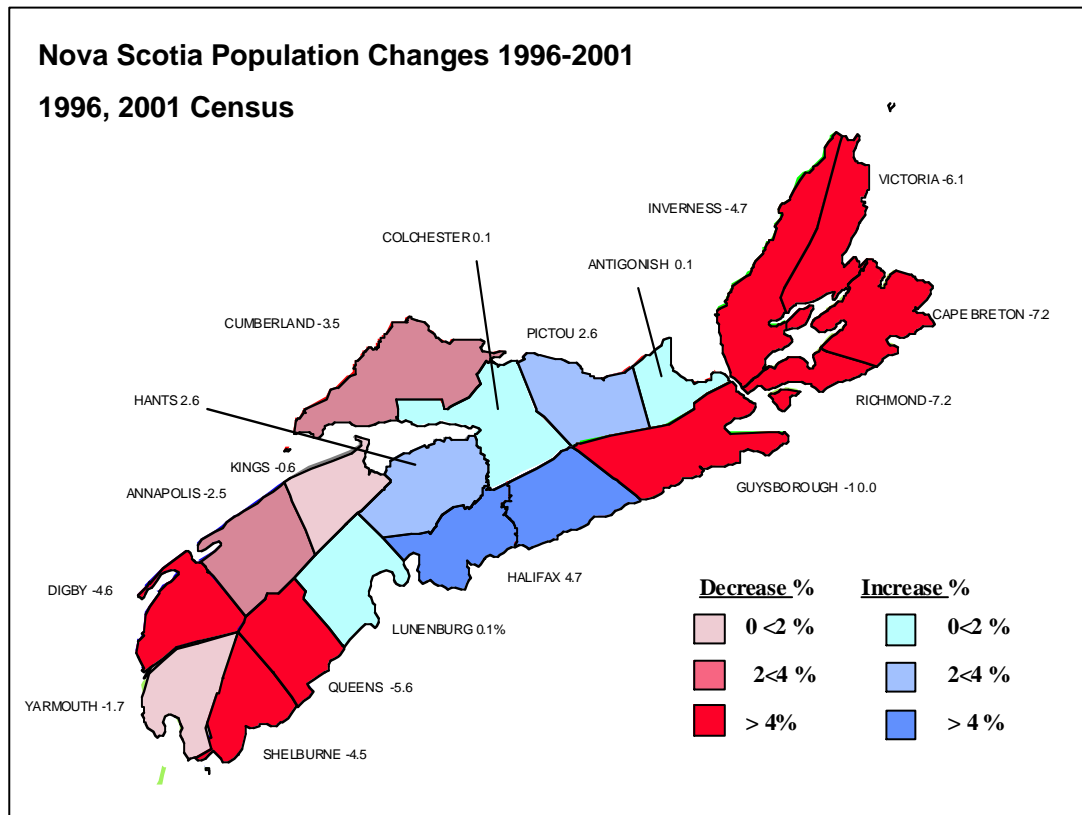 Nova Scotia Population Changes 1996-2001
1996, 2001 Census
VICTORIA -6.1
INVERNESS -4.7
COLCHESTER 0.1
ANTIGONISH 0.1
CUMBERLAND -3.5
PICTOU 2.6
CAPE BRETON -7.2
HANTS 2.6
RICHMOND -7.2
KINGS -0.6
ANNAPOLIS -2.5
GUYSBOROUGH -10.0
DIGBY -4.6
HALIFAX 4.7
LUNENBURG 0.1%
QUEENS -5.6
YARMOUTH -1.7
SHELBURNE -4.5
Decrease % Increase %
0 <2 % 0<2 %
2<4 % 2<4 %
> 4% > 4 %